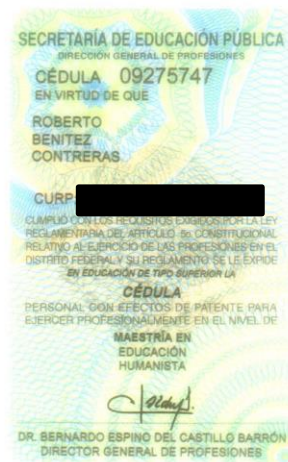 SECRETARÍA DE EDUCACIÓN PÚBLICA
DIRECCIÓN GENERAL DE PROFESIONES
CÉDULA 09275747
EN VIRTUD DE QUE
ROBERTO
BENITEZ
CONTRERAS
CURP:
CUMPLIÓ CON LOS REQUISITOS EXIGIDOS POR LA LEY
REGLAMENTARIA DEL ARTÍCULO 5o. CONSTITUCIONAL
RELATIVO AL EJERCICIO DE LAS PROFESIONES EN EL
DISTRITO FEDERAL Y SU REGLAMENTO SE LE EXPIDE
EN EDUCACIÓN DE TIPO SUPERIOR LA
CÉDULA
PERSONAL CON EFECTOS DE PATENTE PARA
EJERCER PROFESIONALMENTE EN EL NIVEL DE
MAESTRÍA EN
EDUCACIÓN
HUMANISTA
DR. BERNARDO ESPINO DEL CASTILLO BARRÓN
DIRECTOR GENERAL DE PROFESIONES